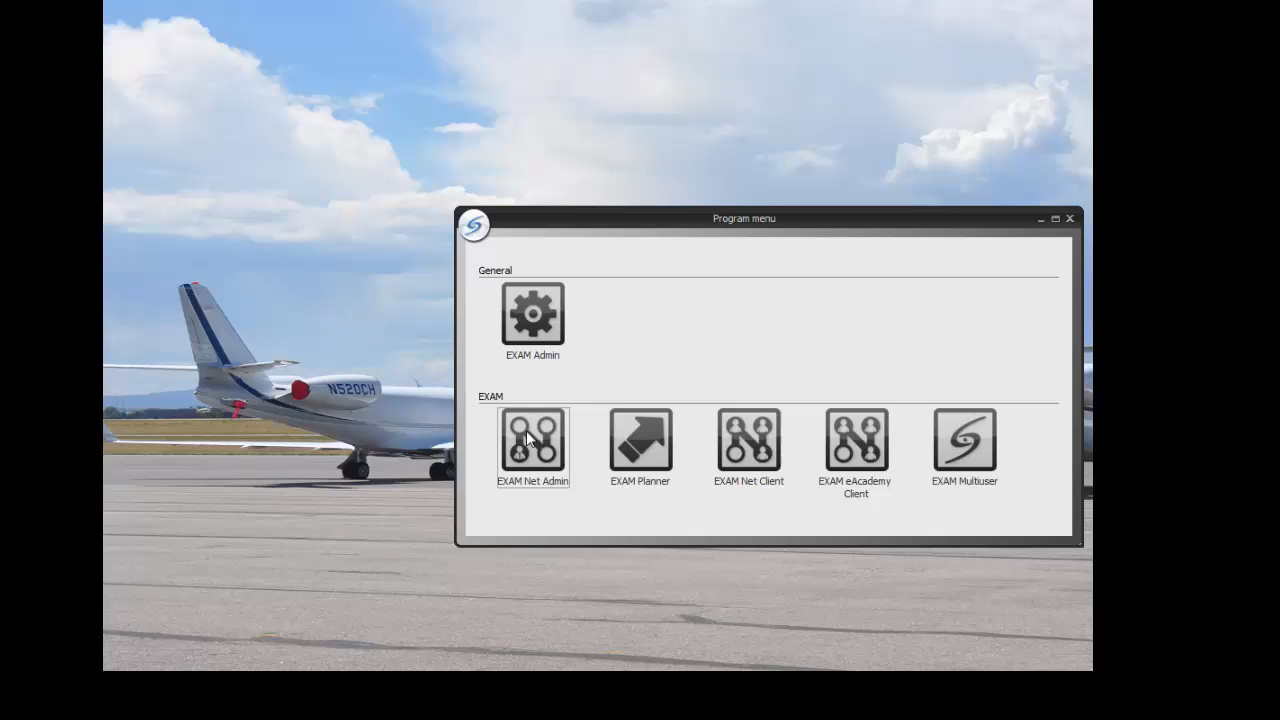 Program menu
General
EXAM Admin
EXAM
EXAM Net Admin
EXAM Planner
EXAM Net Client
EXAM eAcademy
Client
EXAM Multiuser
N520CH